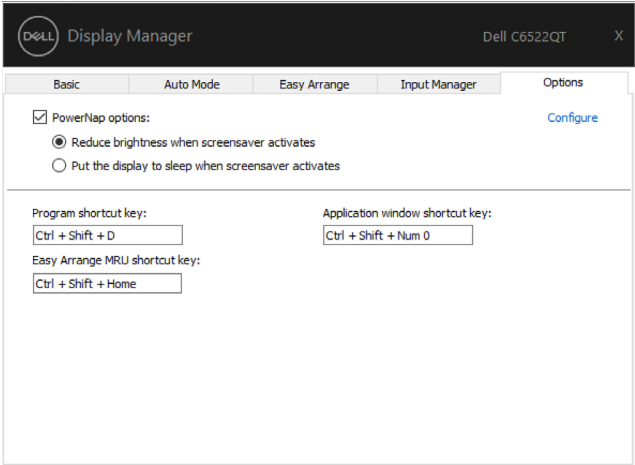 DELL Display Manager Dell C6522QT X
Basic Auto Mode Easy Arrange Input Manager Options
PowerNap options: Configure
Reduce brightness when screensaver activates
Put the display to sleep when screensaver activates
Program shortcut key: Application window shortcut key:
Ctrl + Shift + D Ctrl + Shift + Num 0
Easy Arrange MRU shortcut key:
Ctrl + Shift + Home